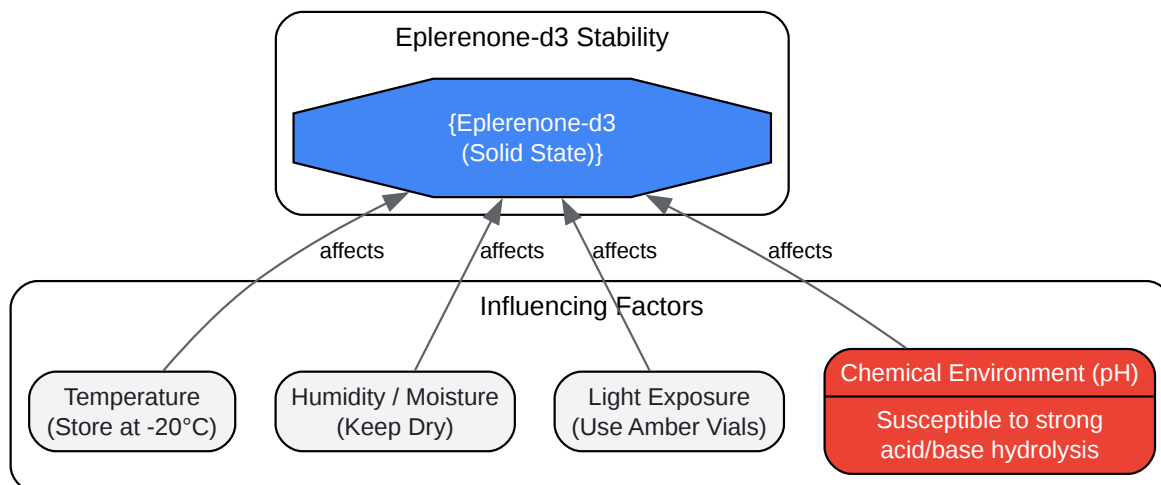 Eplerenone-d3 Stability
{Eplerenone-d3
(Solid State)}
affects
affects
affects
affects
Influencing Factors
Temperature
(Store at -20°C)
Humidity / Moisture
(Keep Dry)
Light Exposure
(Use Amber Vials)
Chemical Environment (pH)
Susceptible to strong
acid/base hydrolysis